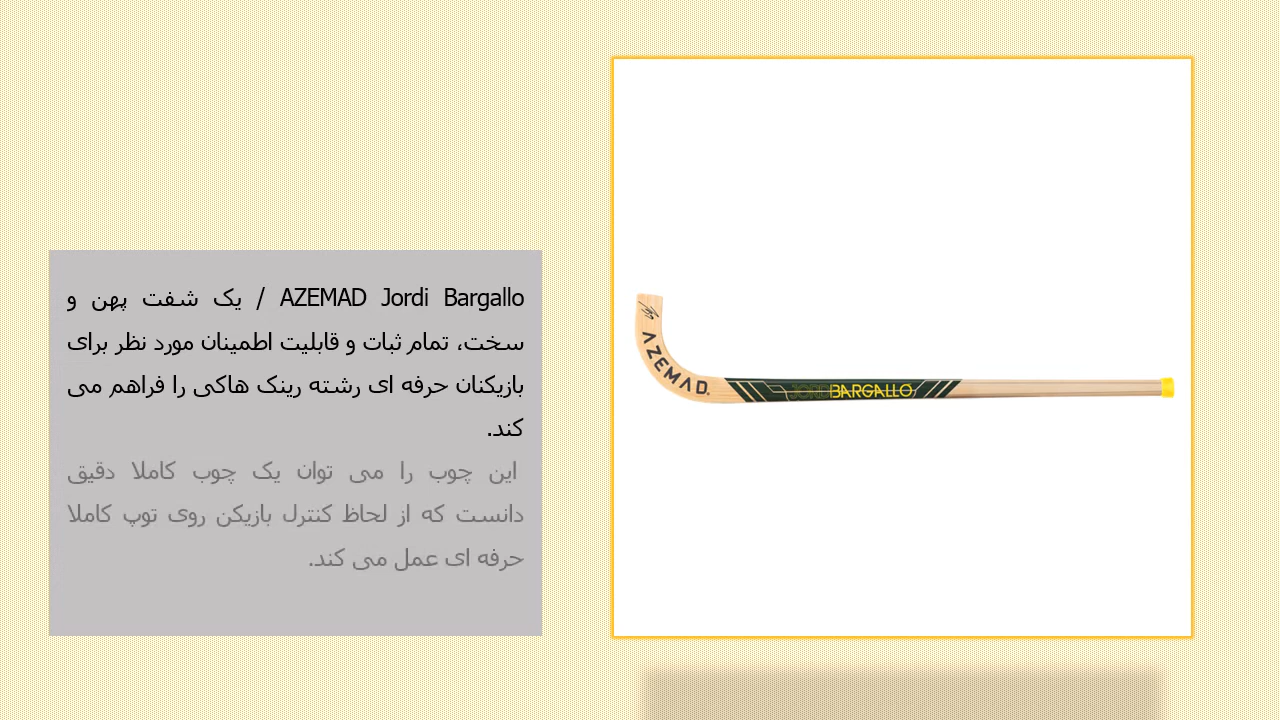 AZEMAD Jordi Bargallo / یک شفت پهن و
سخت، تمام ثبات و قابلیت اطمینان مورد نظر برای
بازیکنان حرفه ای رشته رینک هاکی را فراهم می
کند.
این چوب را می توان یک چوب کاملا دقیق
دانست که از لحاظ کنترل بازیکن روی توپ کاملا
حرفه ای عمل می کند.
AZEMAD
JORDIBARGALLO